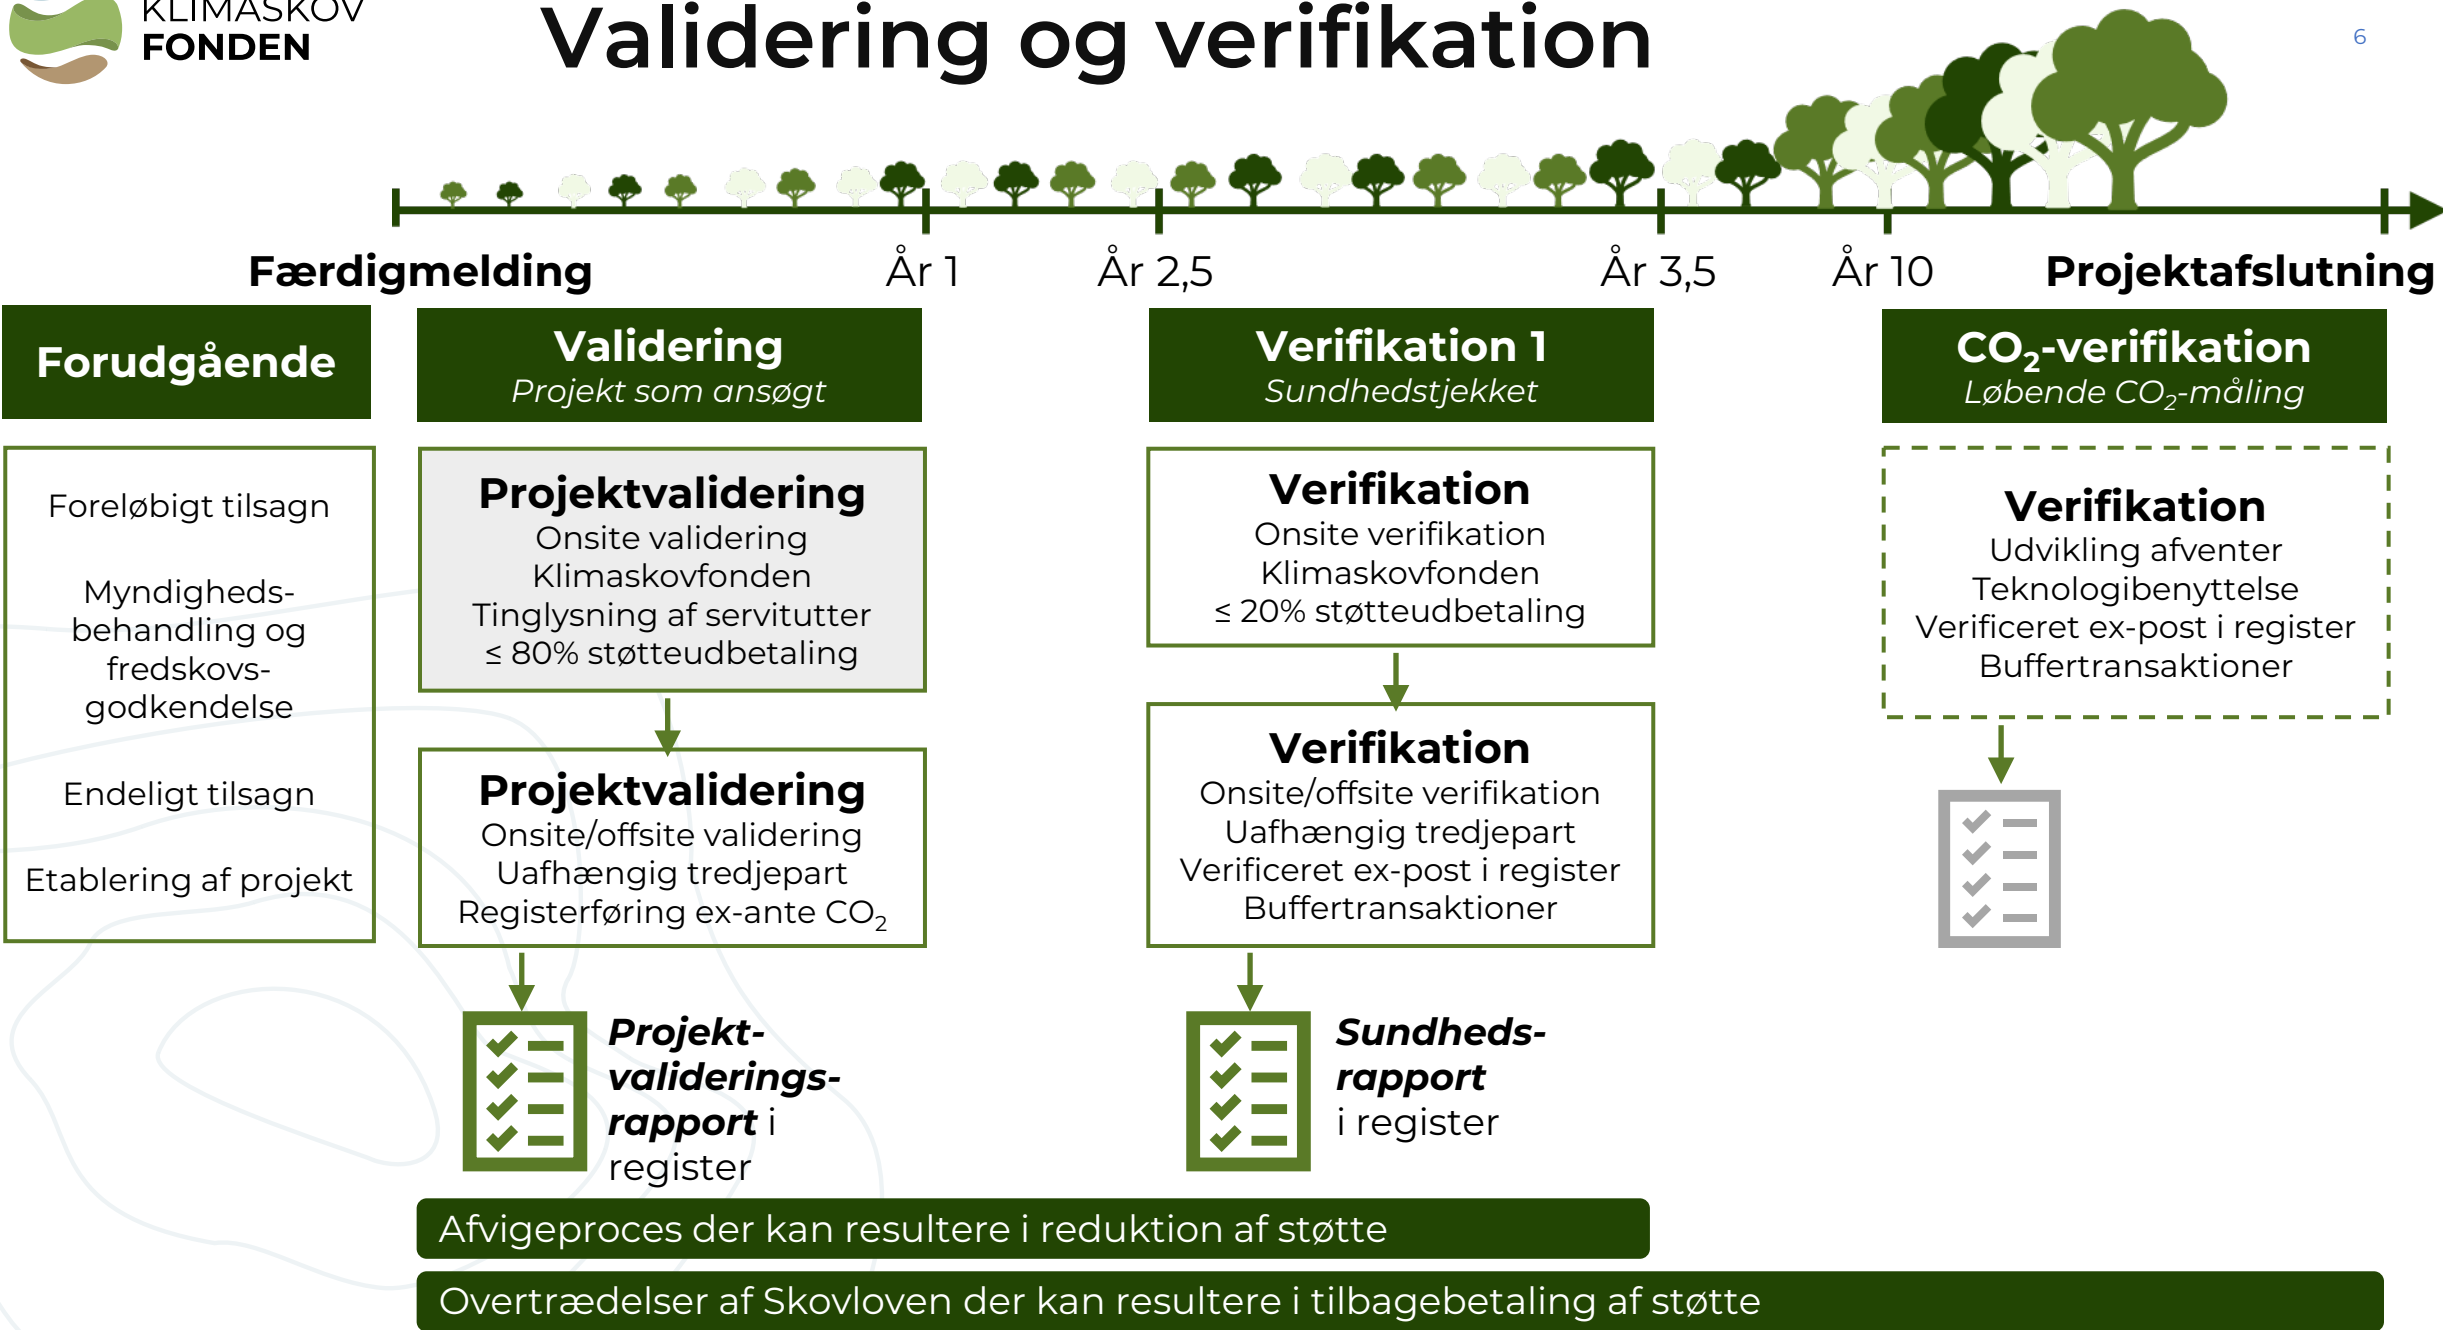 KLIMASKOV
FONDEN
Validering og verifikation
6
Færdigmelding
År 1
År 2,5
År 3,5
År 10
Projektafslutning
Forudgående
Foreløbigt tilsagn
Myndigheds-
behandling og
fredskovs-
godkendelse
Endeligt tilsagn
Etablering af projekt
Validering
Projekt som ansøgt
Projektvalidering
Onsite validering
Klimaskovfonden
Tinglysning af servitutter
≤ 80% støtteudbetaling
Projektvalidering
Onsite/offsite validering
Uafhængig tredjepart
Registerføring ex-ante CO₂
Projekt-
validerings-
rapport i
register
Verifikation 1
Sundhedstjekket
Verifikation
Onsite verifikation
Klimaskovfonden
≤ 20% støtteudbetaling
Verifikation
Onsite/offsite verifikation
Uafhængig tredjepart
Verificeret ex-post i register
Buffertransaktioner
Sundheds-
rapport
i register
CO₂-verifikation
Løbende CO₂-måling
Verifikation
Udvikling afventer
Teknologibenyttelse
Verificeret ex-post i register
Buffertransaktioner
Afvigeproces der kan resultere i reduktion af støtte
Overtrædelser af Skovloven der kan resultere i tilbagebetaling af støtte